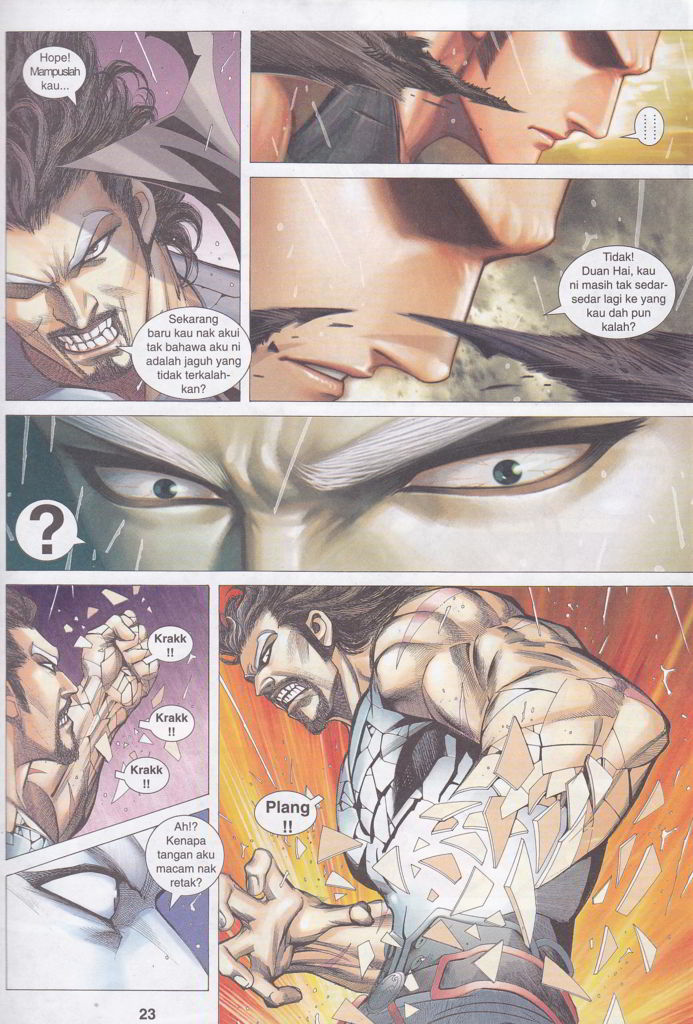 Hope!
Mampuslah
kau...
Sekarang
baru kau nak akui
tak bahawa aku ni
adalah jaguh yang
tidak terkalah-
kan?
......
Tidak!
Duan Hai, kau
ni masih tak sedar-
sedar lagi ke yang
kau dah pun
kalah?
?
Krakk
!!
Krakk
!!
Krakk
!!
Ah!?
Kenapa
tangan aku
macam nak
retak?
Plang
!!
23